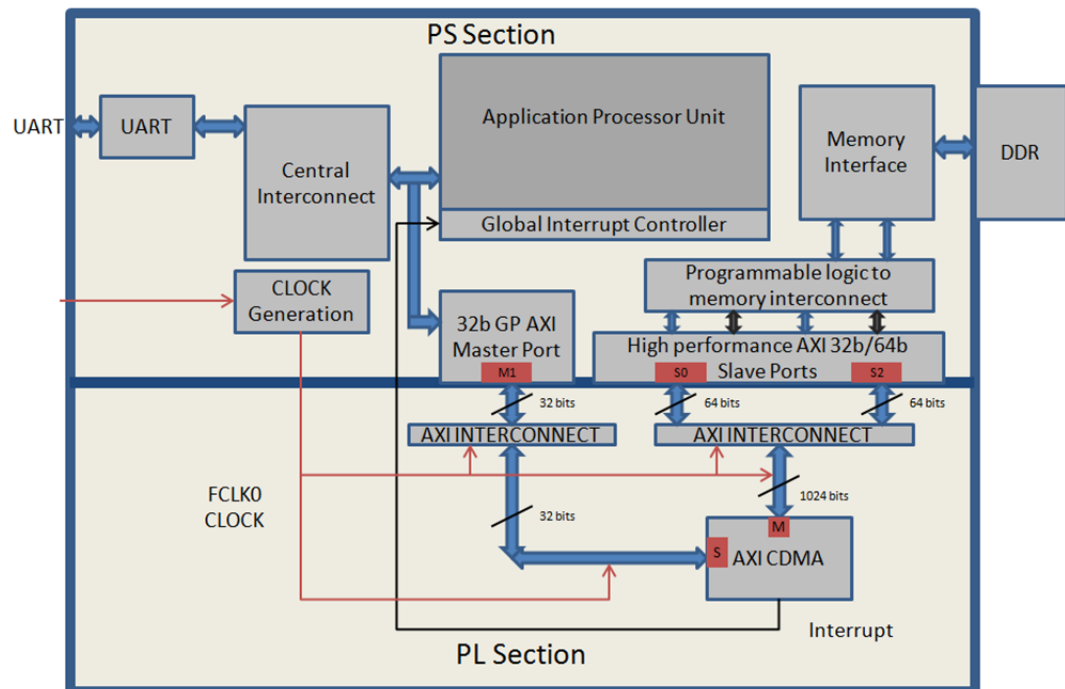 PS Section
UART
UART
Central
Interconnect
Application Processor Unit
Global Interrupt Controller
Memory
Interface
DDR
CLOCK
Generation
Programmable logic to
memory interconnect
32b GP AXI
Master Port
M1
High performance AXI 32b/64b
Slave Ports
S0
S2
32 bits
64 bits
64 bits
AXI INTERCONNECT
AXI INTERCONNECT
FCLK0
CLOCK
1024 bits
32 bits
M
S
AXI CDMA
Interrupt
PL Section